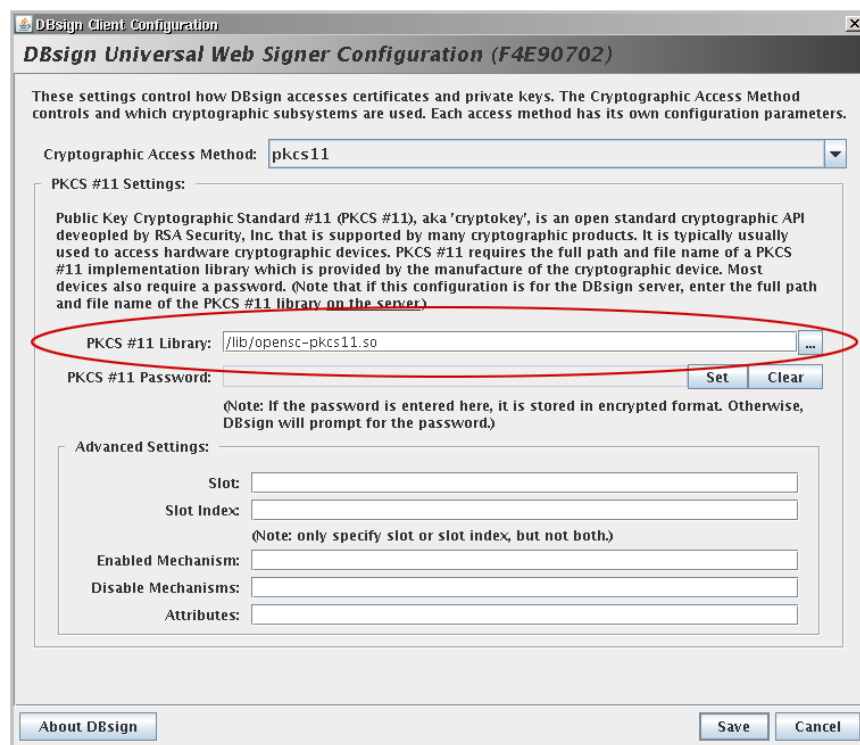 DBsign Client Configuration
DBsign Universal Web Signer Configuration (F4E90702)
These settings control how DBsign accesses certificates and private keys. The Cryptographic Access Method
controls and which cryptographic subsystems are used. Each access method has its own configuration parameters.
Cryptographic Access Method: pkcs11
PKCS #11 Settings:
Public Key Cryptographic Standard #11 (PKCS #11), aka 'cryptokey', is an open standard cryptographic API
deveopled by RSA Security, Inc. that is supported by many cryptographic products. It is typically usually
used to access hardware cryptographic devices. PKCS #11 requires the full path and file name of a PKCS
#11 implementation library which is provided by the manufacture of the cryptographic device. Most
devices also require a password. (Note that if this configuration is for the DBsign server, enter the full path
and file name of the PKCS #11 library on the server.)
PKCS #11 Library: /lib/opensc-pkcs11.so ...
PKCS #11 Password: Set Clear
(Note: If the password is entered here, it is stored in encrypted format. Otherwise,
DBsign will prompt for the password.)
Advanced Settings:
Slot:
Slot Index:
(Note: only specify slot or slot index, but not both.)
Enabled Mechanism:
Disable Mechanisms:
Attributes:
About DBsign Save Cancel